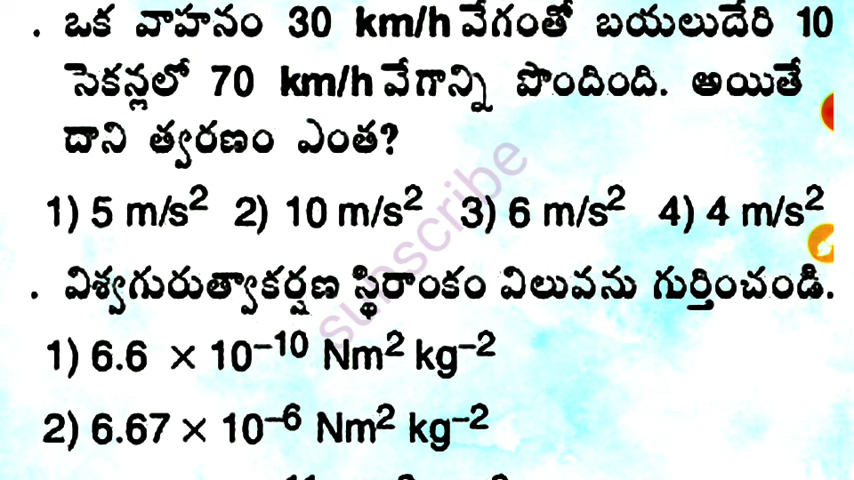 . ఒక వాహనం 30 km/h వేగంతో బయలుదేరి 10
సెకన్లలో 70 km/h వేగాన్ని పొందింది. అయితే
దాని త్వరణం ఎంత?
1) 5 m/s² 2) 10 m/s² 3) 6 m/s² 4) 4 m/s²
. విశ్వగురుత్వాకర్షణ స్థిరాంకం విలువను గుర్తించండి.
1) 6.6 × 10⁻¹⁰ Nm² kg⁻²
2) 6.67 × 10⁻⁶ Nm² kg⁻²
subscribe